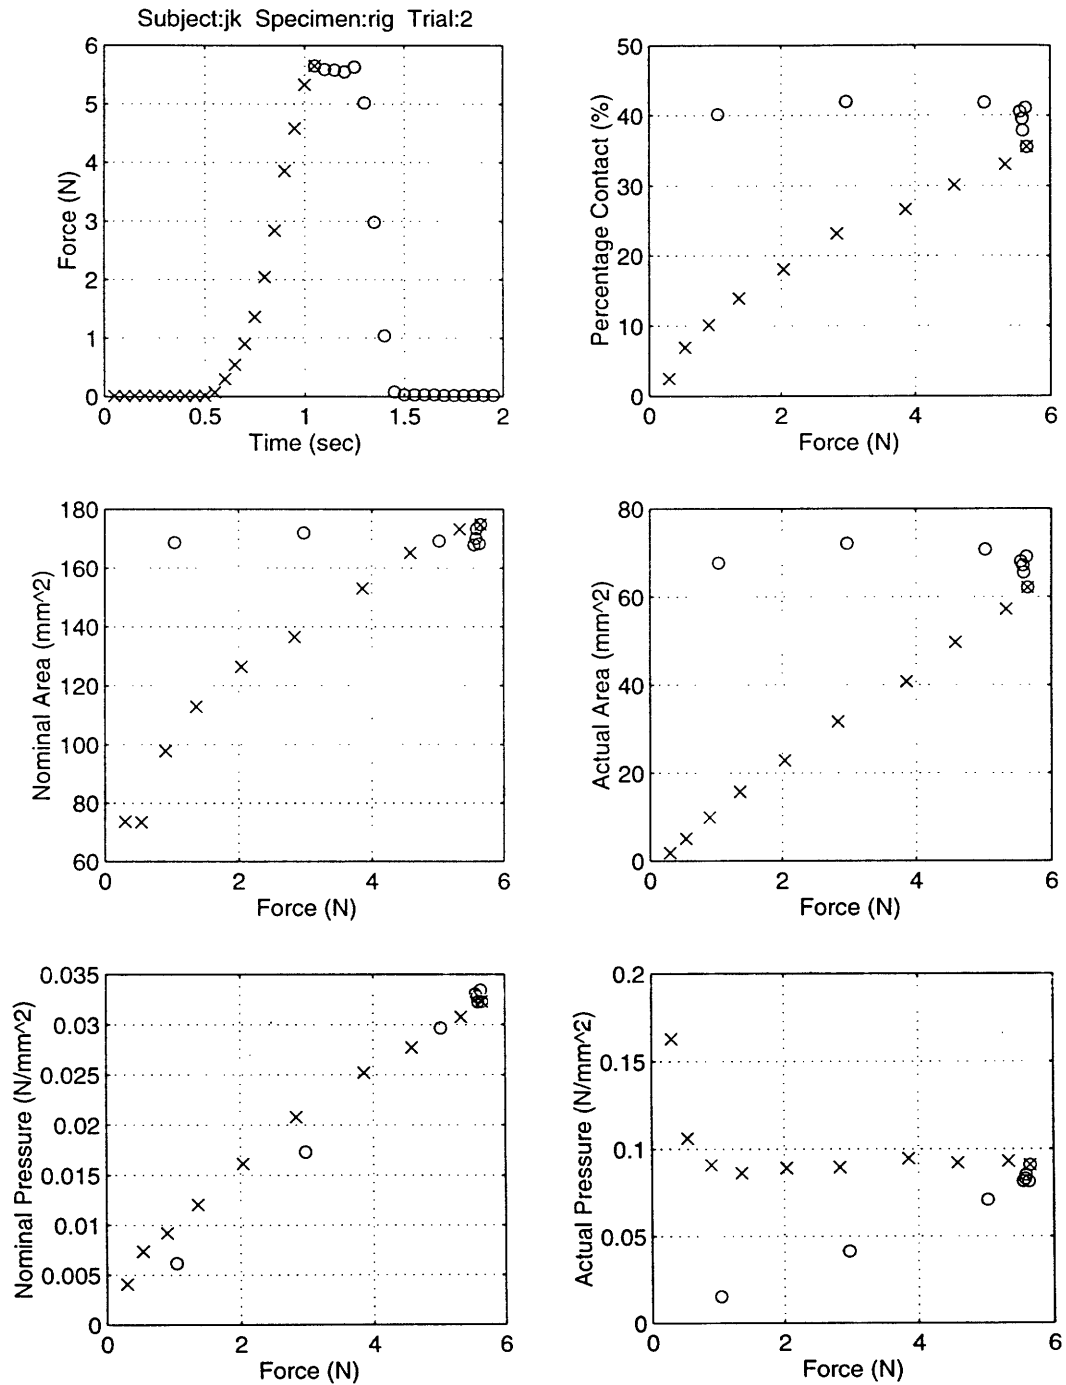 Subject:jk Specimen:rig Trial:2
6
5
4
3
2
1
0
Force (N)
0 0.5 1 1.5 2
Time (sec)
50
40
30
20
10
0
Percentage Contact (%)
0 2 4 6
Force (N)
180
160
140
120
100
80
60
Nominal Area (mm^2)
0 2 4 6
Force (N)
80
60
40
20
0
Actual Area (mm^2)
0 2 4 6
Force (N)
0.035
0.03
0.025
0.02
0.015
0.01
0.005
0
Nominal Pressure (N/mm^2)
0 2 4 6
Force (N)
0.2
0.15
0.1
0.05
0
Actual Pressure (N/mm^2)
0 2 4 6
Force (N)